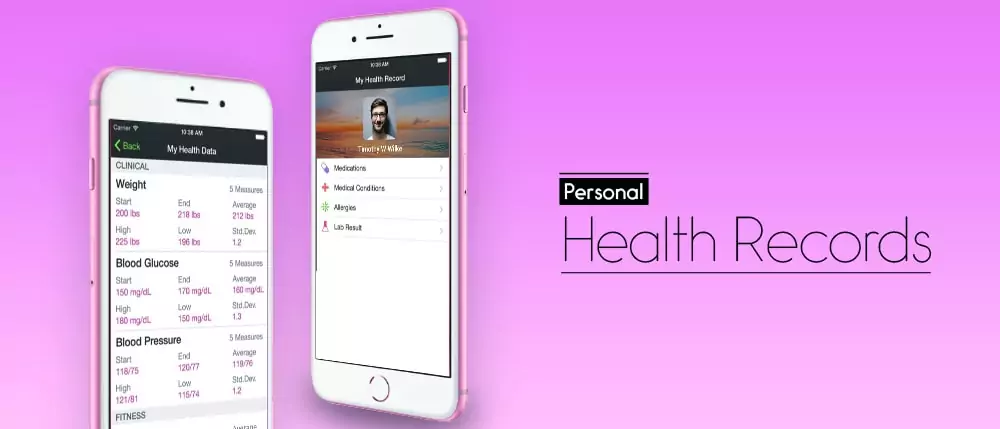 Carrier
10:38 AM
Back
My Health Data
CLINICAL
Weight
5 Measures
Start
End
Average
200 lbs
218 lbs
212 lbs
High
Low
Std.Dev.
225 lbs
196 lbs
1.2
Blood Glucose
5 Measures
Start
End
Average
150 mg/dL
170 mg/dL
160 mg/dL
High
Low
Std.Dev.
180 mg/dL
150 mg/dL
1.3
Blood Pressure
5 Measures
Start
End
Average
118/75
120/77
118/76
High
Low
Std.Dev.
121/81
115/74
1.2
FITNESS
Average
Carrier
10:38 AM
My Health Record
Timothy W Wilke
Medications
Medical Conditions
Allergies
Lab Result
Personal
Health Records